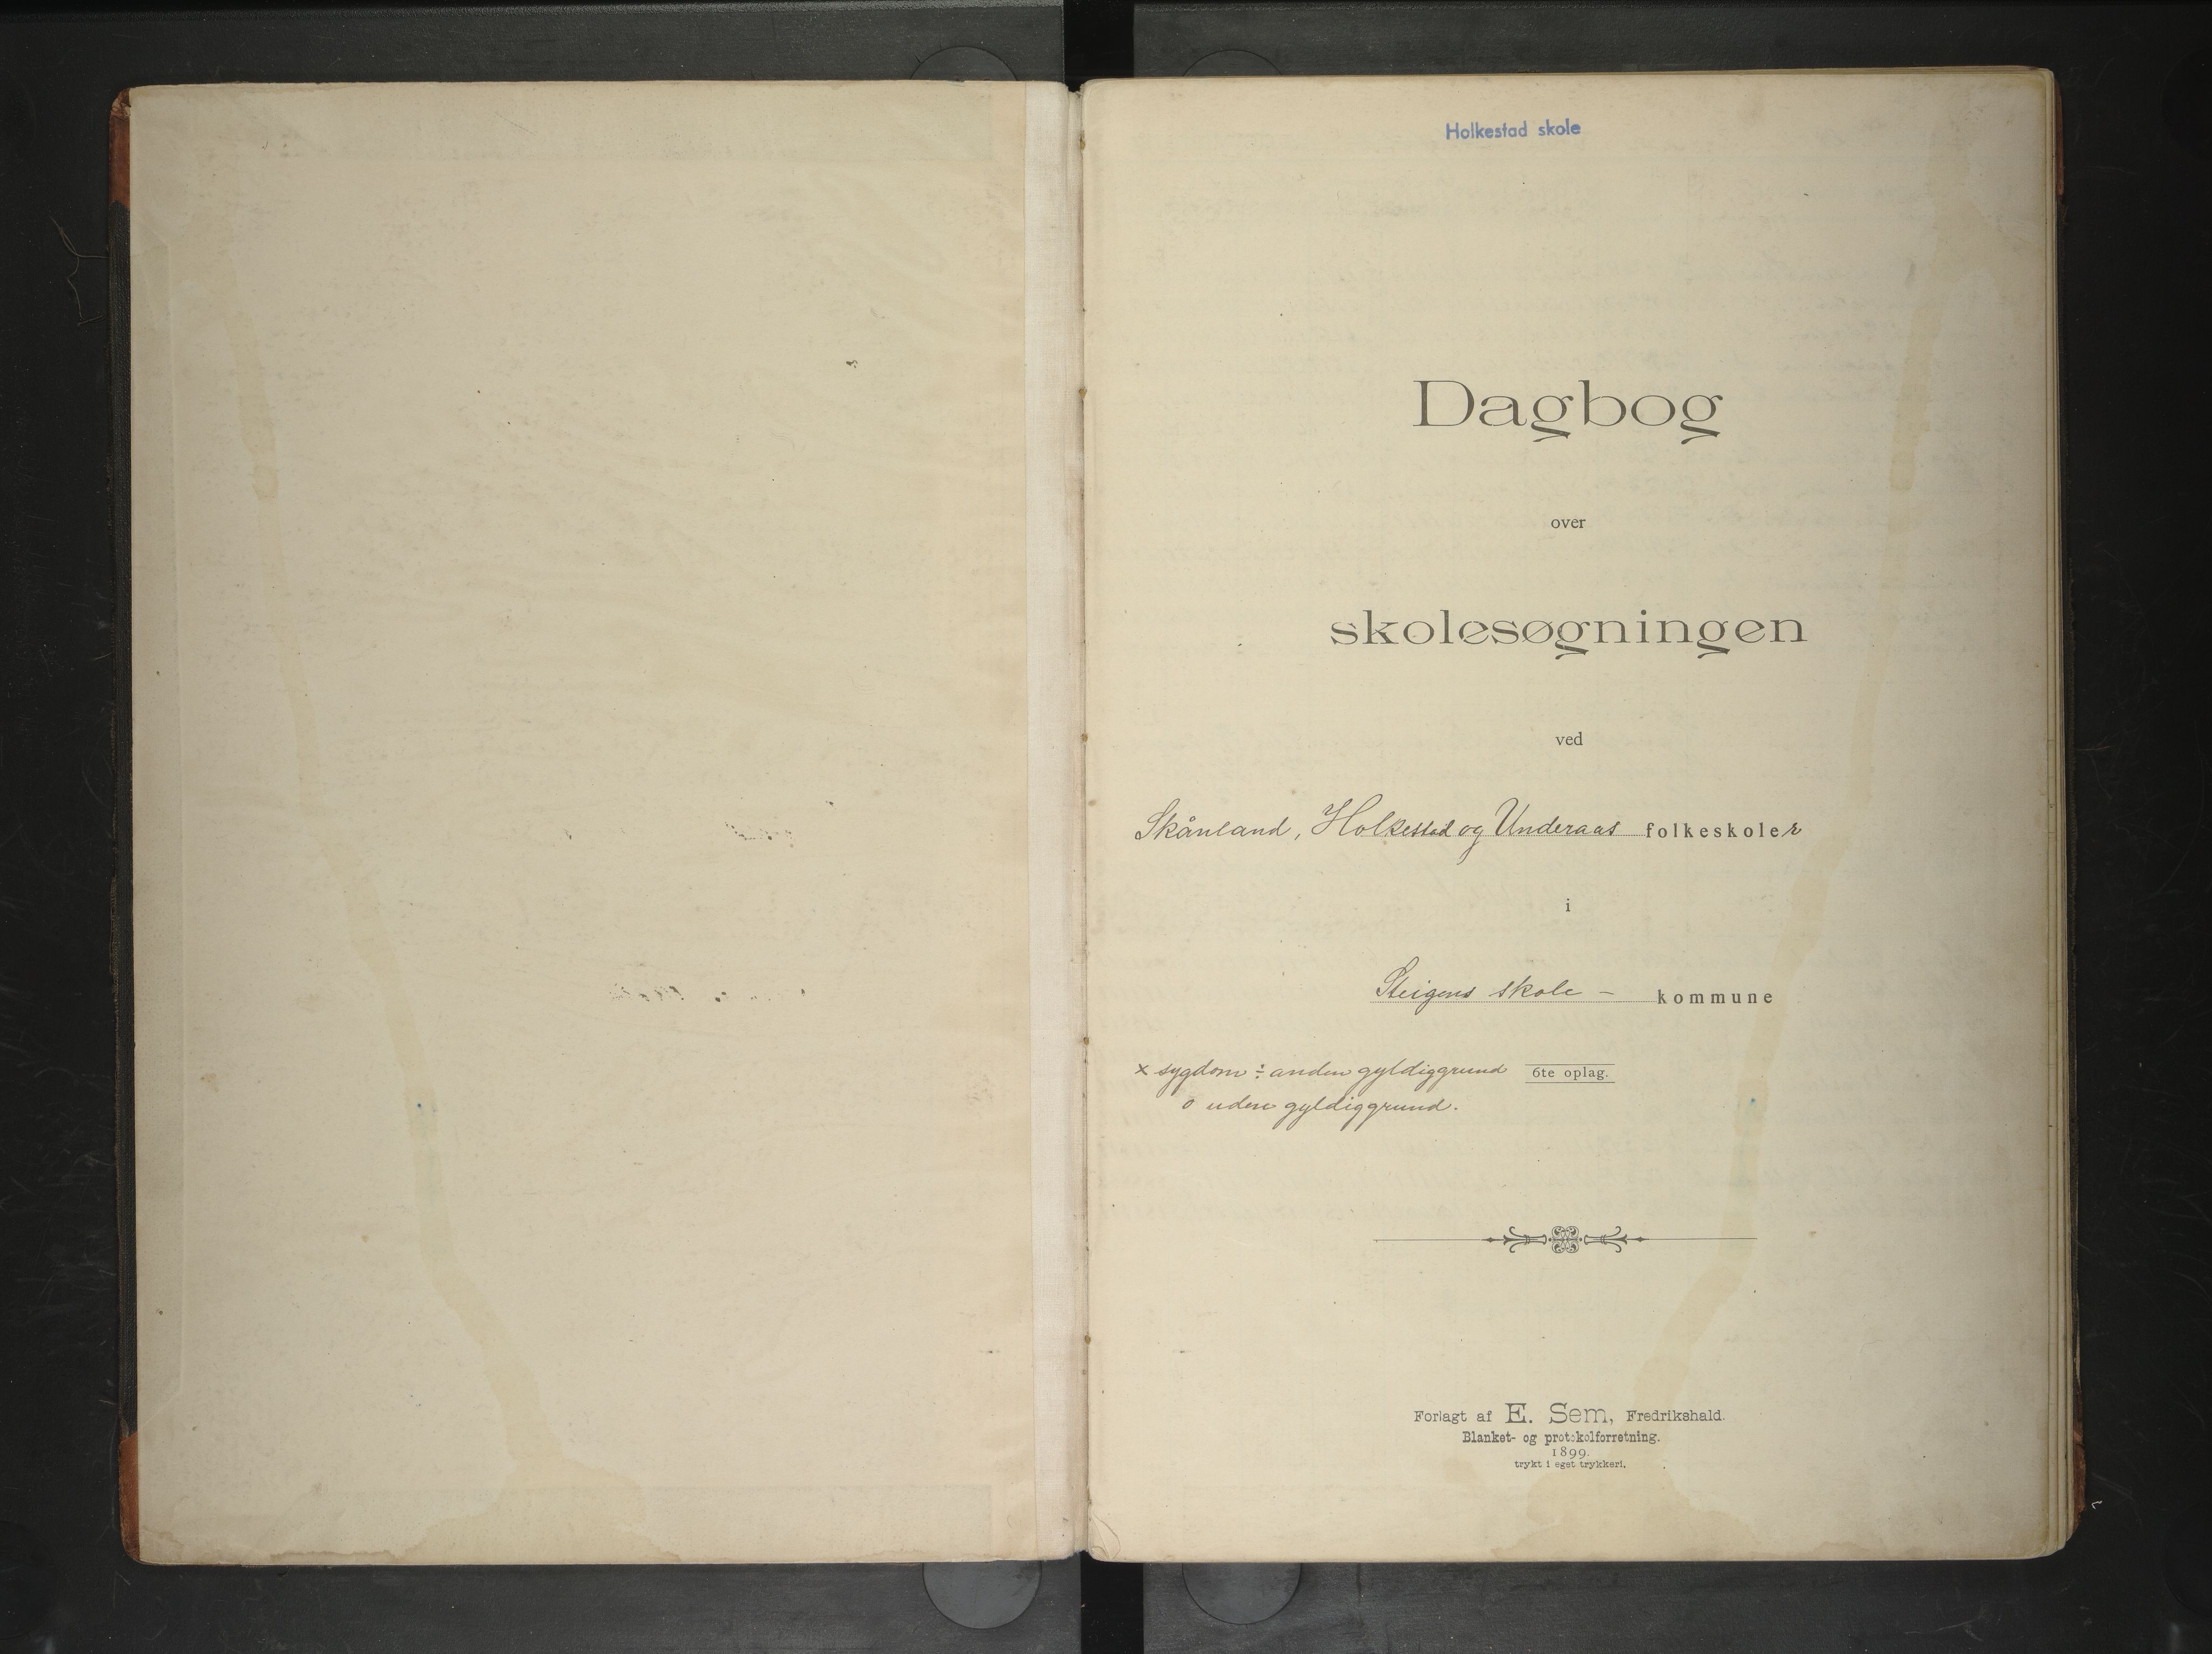 Holkestad skole
Dagbog
over
skolesøgningen
ved
Skånland, Holkestad og Underaas folkeskoler
i
Steigens skole - kommune
x sygdom ÷ anden gyldiggrund 6te oplag.
o uden gyldiggrund.
Forlagt af E. Sem, Fredrikshald.
Blanket- og protokolforretning.
1899.
trykt i eget trykkeri.